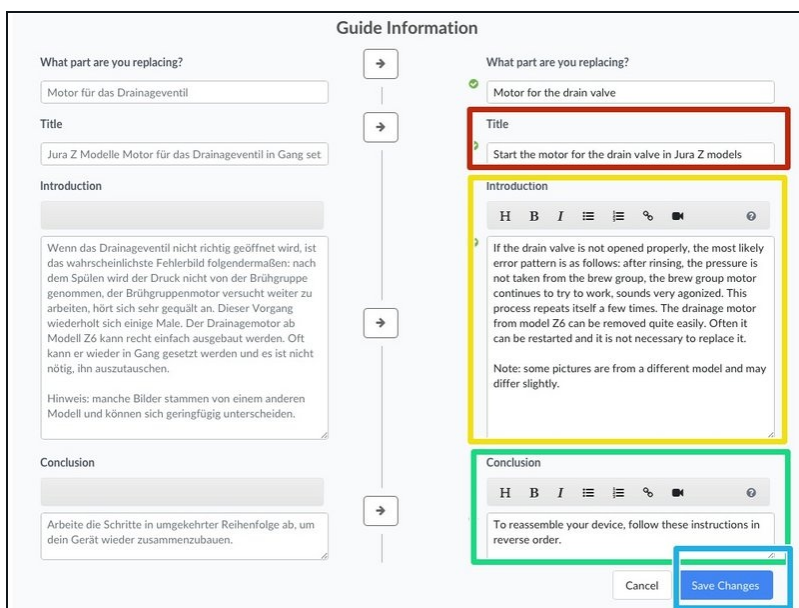 Guide Information
What part are you replacing?
Motor für das Drainageventil
Title
Jura Z Modelle Motor für das Drainageventil in Gang set
Introduction
Wenn das Drainageventil nicht richtig geöffnet wird, ist
das wahrscheinlichste Fehlerbild folgendermaßen: nach
dem Spülen wird der Druck nicht von der Brühgruppe
genommen, der Brühgruppenmotor versucht weiter zu
arbeiten, hört sich sehr gequält an. Dieser Vorgang
wiederholt sich einige Male. Der Drainagemotor ab
Modell Z6 kann recht einfach ausgebaut werden. Oft
kann er wieder in Gang gesetzt werden und es ist nicht
nötig, ihn auszutauschen.
Hinweis: manche Bilder stammen von einem anderen
Modell und können sich geringfügig unterscheiden.
Conclusion
Arbeite die Schritte in umgekehrter Reihenfolge ab, um
dein Gerät wieder zusammenzubauen.
What part are you replacing?
Motor for the drain valve
Title
Start the motor for the drain valve in Jura Z models
Introduction
H B I
If the drain valve is not opened properly, the most likely
error pattern is as follows: after rinsing, the pressure is
not taken from the brew group, the brew group motor
continues to try to work, sounds very agonized. This
process repeats itself a few times. The drainage motor
from model Z6 can be removed quite easily. Often it
can be restarted and it is not necessary to replace it.
Note: some pictures are from a different model and may
differ slightly.
Conclusion
H B I
To reassemble your device, follow these instructions in
reverse order.
Cancel Save Changes